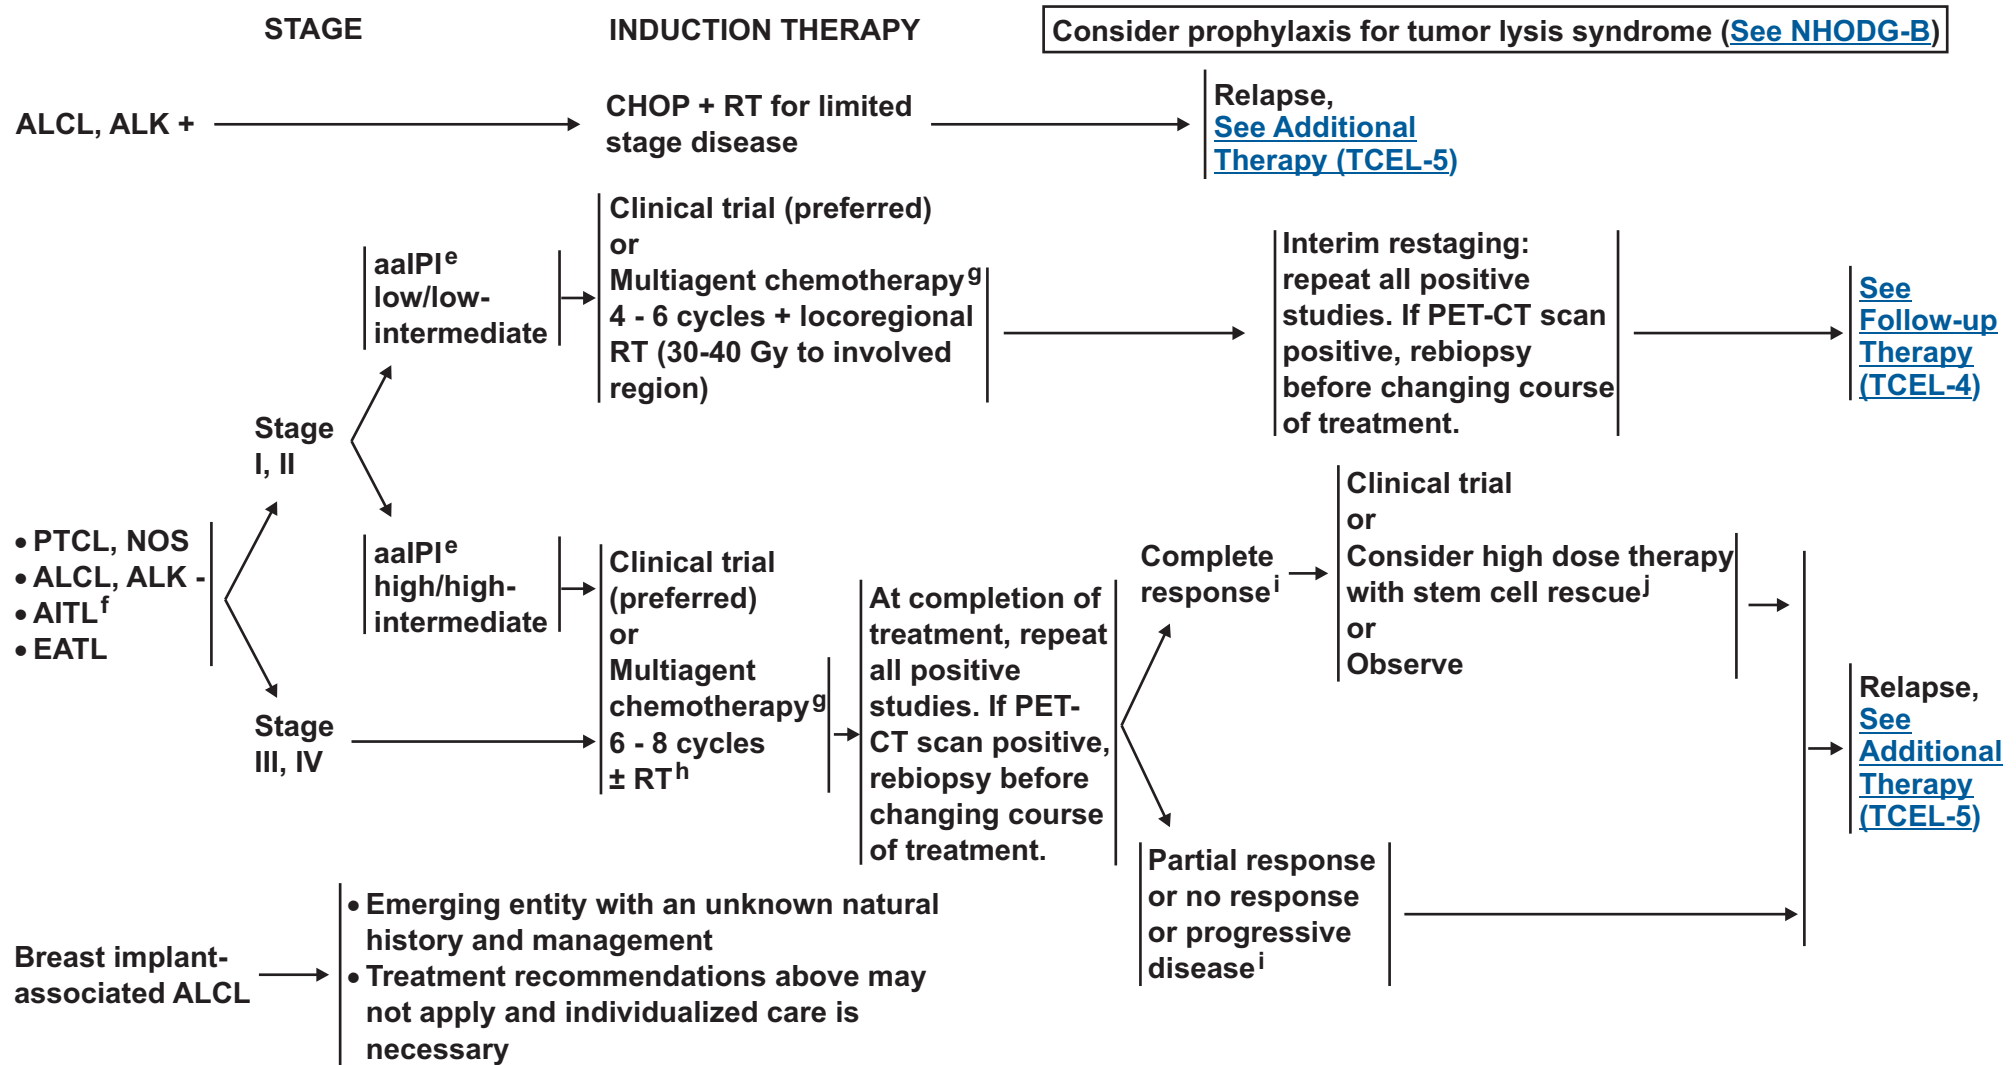 STAGE
INDUCTION THERAPY
Consider prophylaxis for tumor lysis syndrome (See NHODG-B)
ALCL, ALK +
CHOP + RT for limited
stage disease
Relapse,
See Additional
Therapy (TCEL-5)
• PTCL, NOS
• ALCL, ALK -
• AITLf
• EATL
Stage
I, II
aaIPIe
low/low-
intermediate
Clinical trial (preferred)
or
Multiagent chemotherapyg
4 - 6 cycles + locoregional
RT (30-40 Gy to involved
region)
Interim restaging:
repeat all positive
studies. If PET-CT scan
positive, rebiopsy
before changing course
of treatment.
See
Follow-up
Therapy
(TCEL-4)
aaIPIe
high/high-
intermediate
Stage
III, IV
Clinical trial
(preferred)
or
Multiagent
chemotherapyg
6 - 8 cycles
± RTh
At completion of
treatment, repeat
all positive
studies. If PET-
CT scan positive,
rebiopsy before
changing course
of treatment.
Complete
responsei
Clinical trial
or
Consider high dose therapy
with stem cell rescuej
or
Observe
Partial response
or no response
or progressive
diseasei
Relapse,
See
Additional
Therapy
(TCEL-5)
Breast implant-
associated ALCL
• Emerging entity with an unknown natural
history and management
• Treatment recommendations above may
not apply and individualized care is
necessary